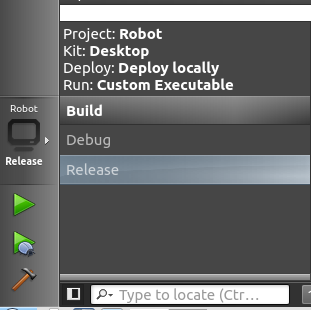 Project: Robot
Kit: Desktop
Deploy: Deploy locally
Run: Custom Executable
Robot
Release
Build
Debug
Release
Type to locate (Ctr...